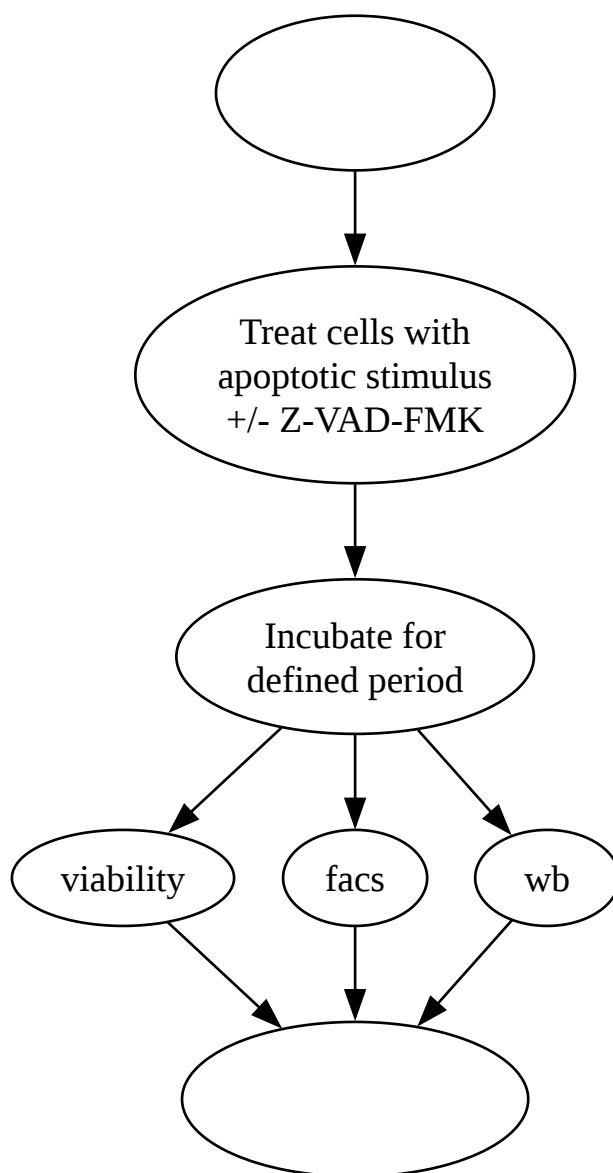 Treat cells with
apoptotic stimulus
+/- Z-VAD-FMK
Incubate for
defined period
viability
facs
wb